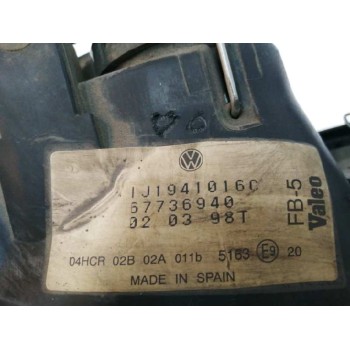 1J1941016C
67736940
02 03 98T
04HCR 02B 02A 011b 5163 E9 20
MADE IN SPAIN
FB-5
Valeo